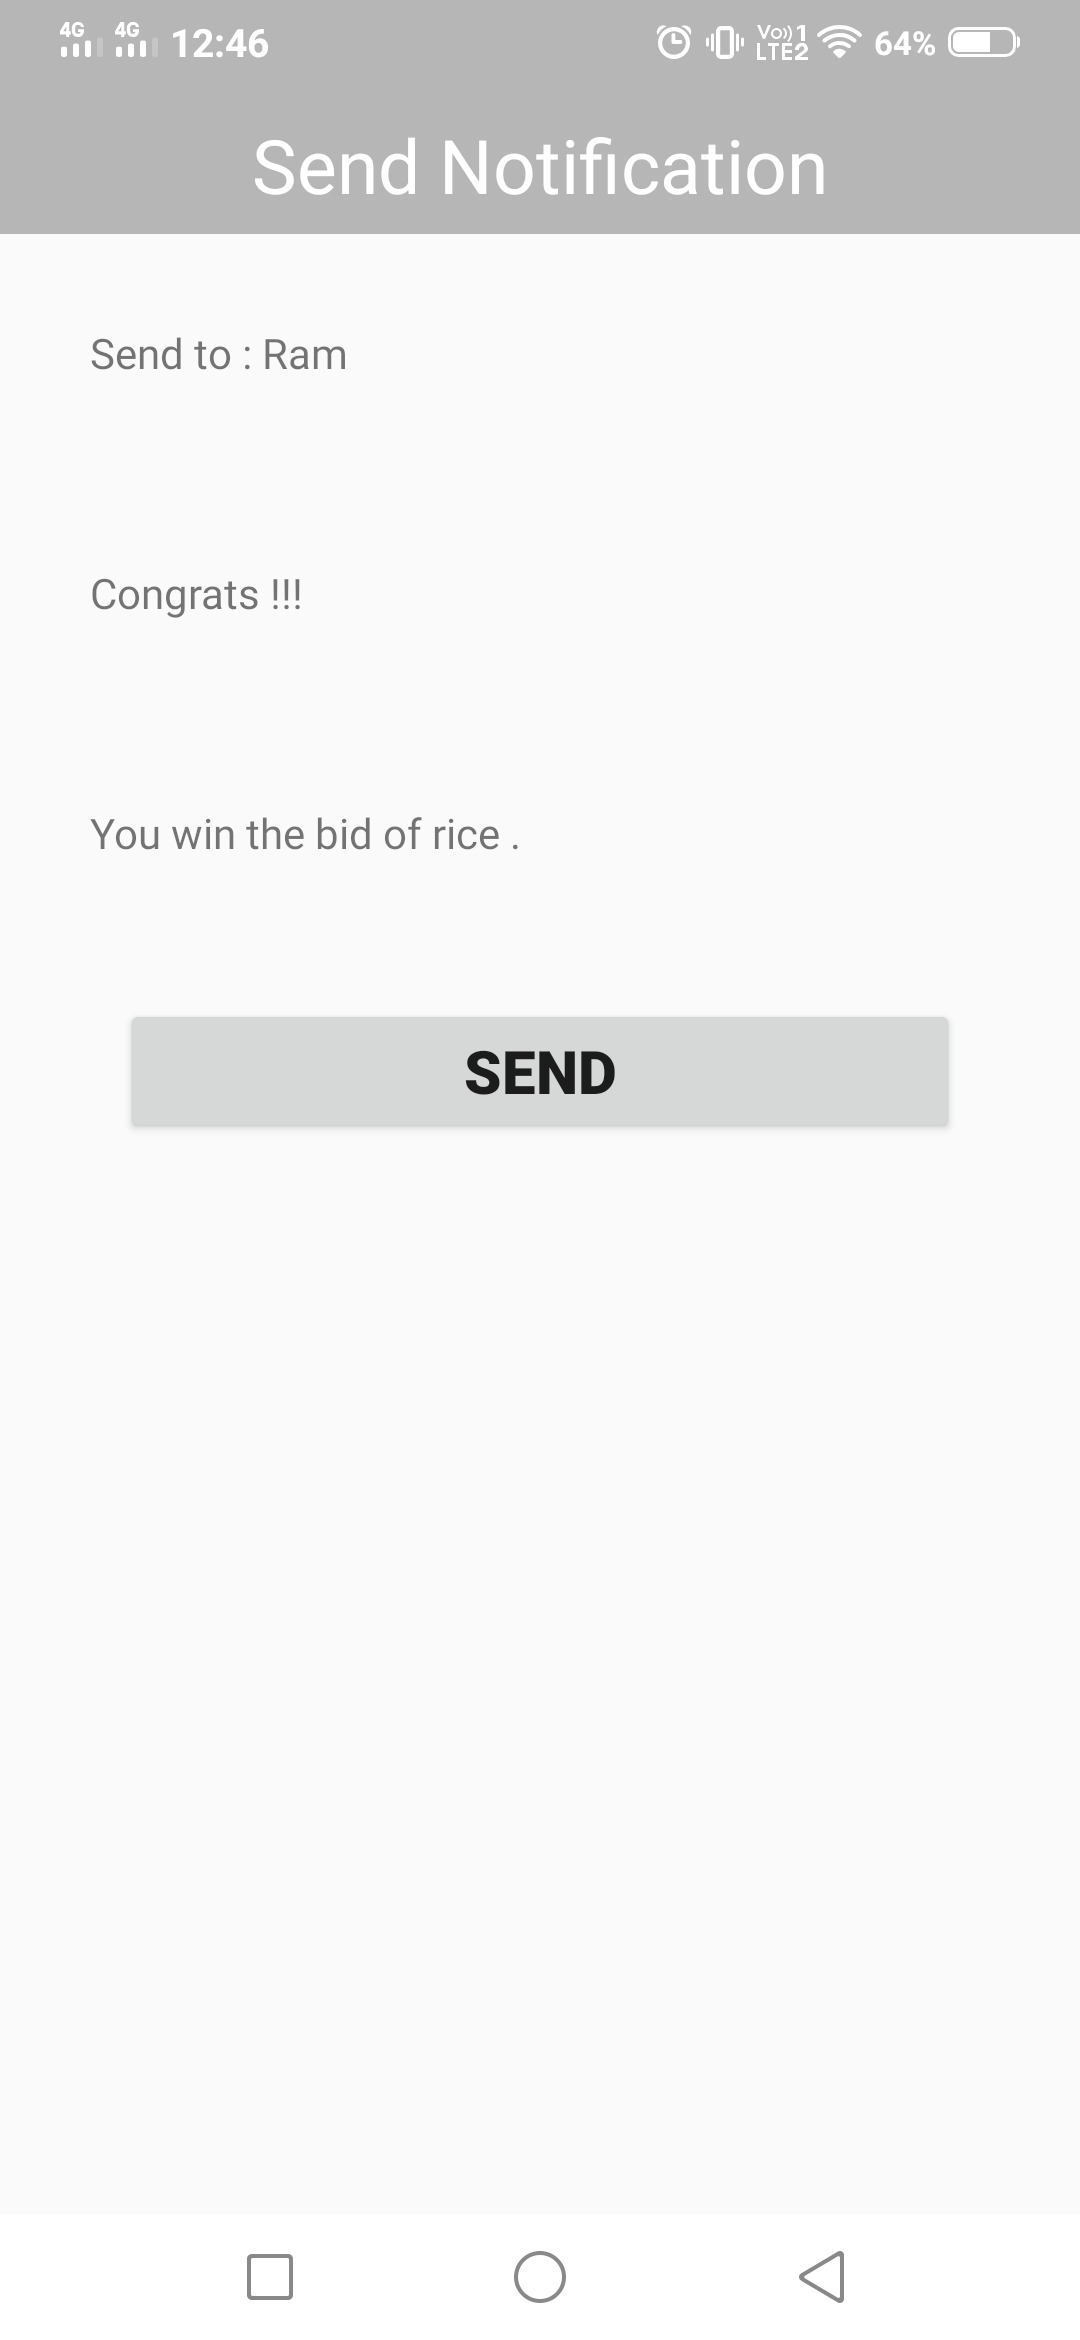 4G 4G 12:46 Vo)) 1 LTE2 64%
Send Notification
Send to : Ram
Congrats !!!
You win the bid of rice .
SEND